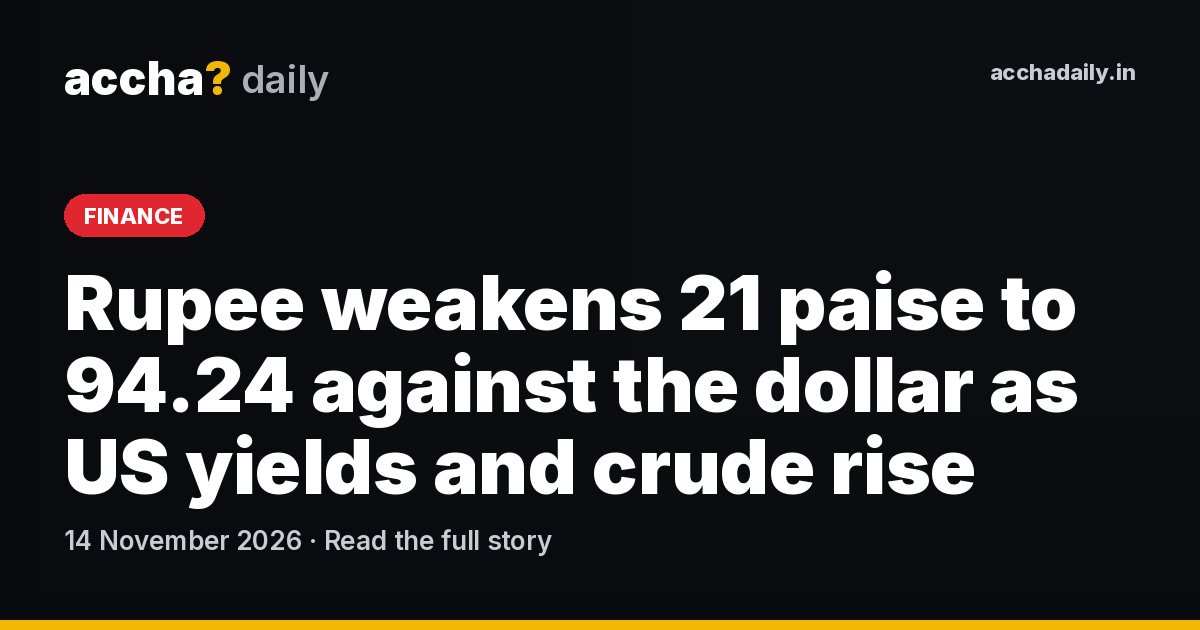 accha? daily
acchadaily.in
FINANCE
Rupee weakens 21 paise to
94.24 against the dollar as
US yields and crude rise
14 November 2026 · Read the full story